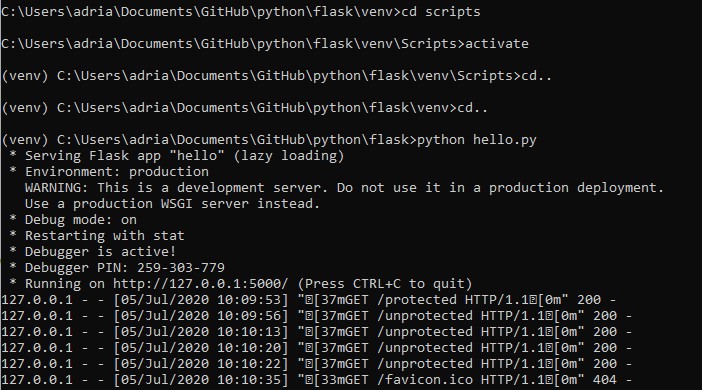 C:\Users\adria\Documents\GitHub\python\flask\venv>cd scripts
C:\Users\adria\Documents\GitHub\python\flask\venv\Scripts>activate
(venv) C:\Users\adria\Documents\GitHub\python\flask\venv\Scripts>cd..
(venv) C:\Users\adria\Documents\GitHub\python\flask\venv>cd..
(venv) C:\Users\adria\Documents\GitHub\python\flask>python hello.py
 * Serving Flask app "hello" (lazy loading)
 * Environment: production
   WARNING: This is a development server. Do not use it in a production deployment.
   Use a production WSGI server instead.
 * Debug mode: on
 * Restarting with stat
 * Debugger is active!
 * Debugger PIN: 259-303-779
 * Running on http://127.0.0.1:5000/ (Press CTRL+C to quit)
127.0.0.1 - - [05/Jul/2020 10:09:53] "⍰[37mGET /protected HTTP/1.1⍰[0m" 200 -
127.0.0.1 - - [05/Jul/2020 10:09:56] "⍰[37mGET /unprotected HTTP/1.1⍰[0m" 200 -
127.0.0.1 - - [05/Jul/2020 10:10:13] "⍰[37mGET /unprotected HTTP/1.1⍰[0m" 200 -
127.0.0.1 - - [05/Jul/2020 10:10:20] "⍰[37mGET /unprotected HTTP/1.1⍰[0m" 200 -
127.0.0.1 - - [05/Jul/2020 10:10:22] "⍰[37mGET /unprotected HTTP/1.1⍰[0m" 200 -
127.0.0.1 - - [05/Jul/2020 10:10:35] "⍰[33mGET /favicon.ico HTTP/1.1⍰[0m" 404 -